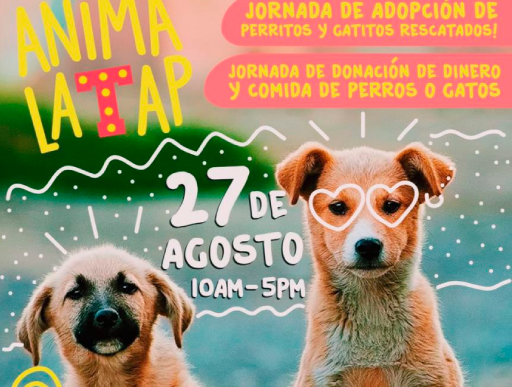 ANIMA
LATAP
JORNADA DE ADOPCIÓN DE
PERRITOS Y GATITOS RESCATADOS!
JORNADA DE DONACIÓN DE DINERO
Y COMIDA DE PERROS O GATOS
27 DE
AGOSTO
10AM-5PM